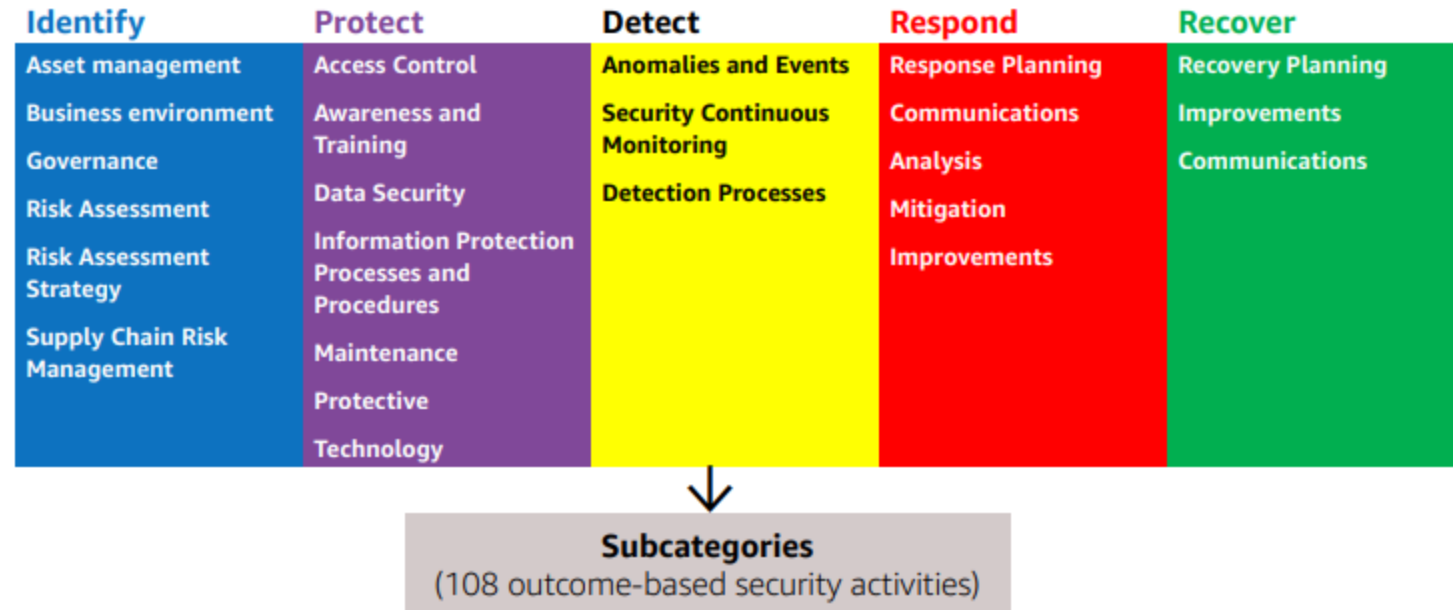 Identify
Asset management
Business environment
Governance
Risk Assessment
Risk Assessment
Strategy
Supply Chain Risk
Management
Protect
Access Control
Awareness and
Training
Data Security
Information Protection
Processes and
Procedures
Maintenance
Protective
Technology
Detect
Anomalies and Events
Security Continuous
Monitoring
Detection Processes
Respond
Response Planning
Communications
Analysis
Mitigation
Improvements
Recover
Recovery Planning
Improvements
Communications
Subcategories
(108 outcome-based security activities)